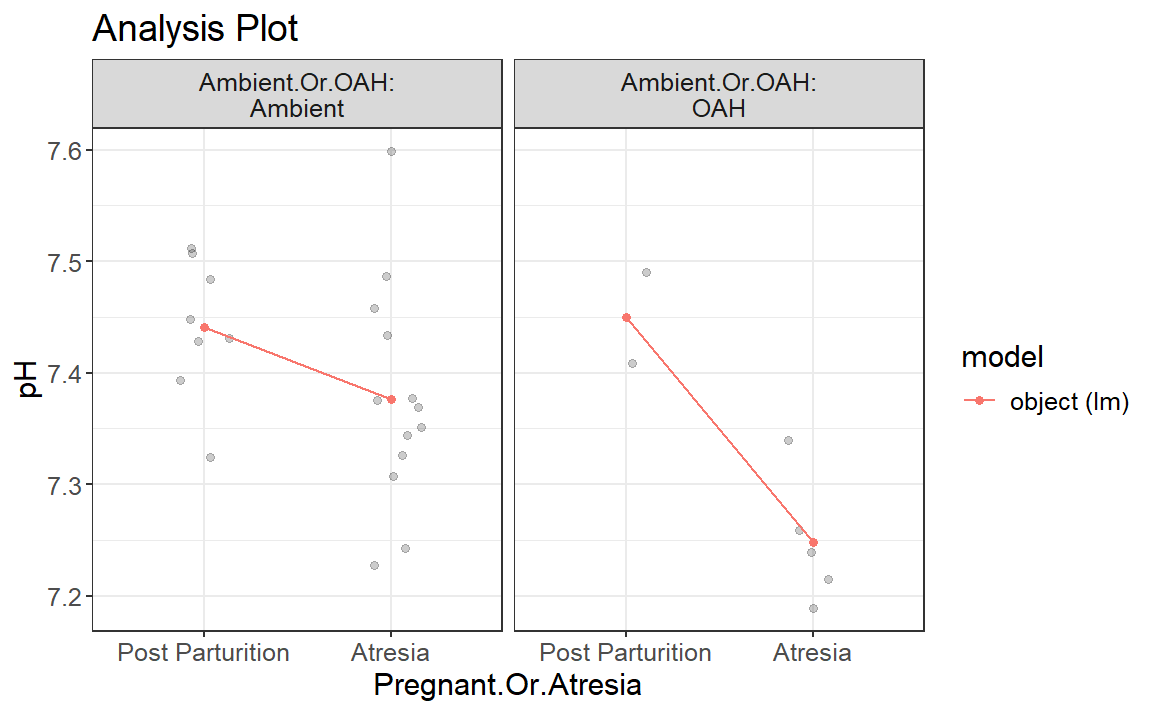 Analysis Plot
Ambient.Or.OAH:
Ambient
Ambient.Or.OAH:
OAH
7.6
7.5
7.4
7.3
7.2
pH
Post Parturition
Atresia
Post Parturition
Atresia
Pregnant.Or.Atresia
model
object (lm)